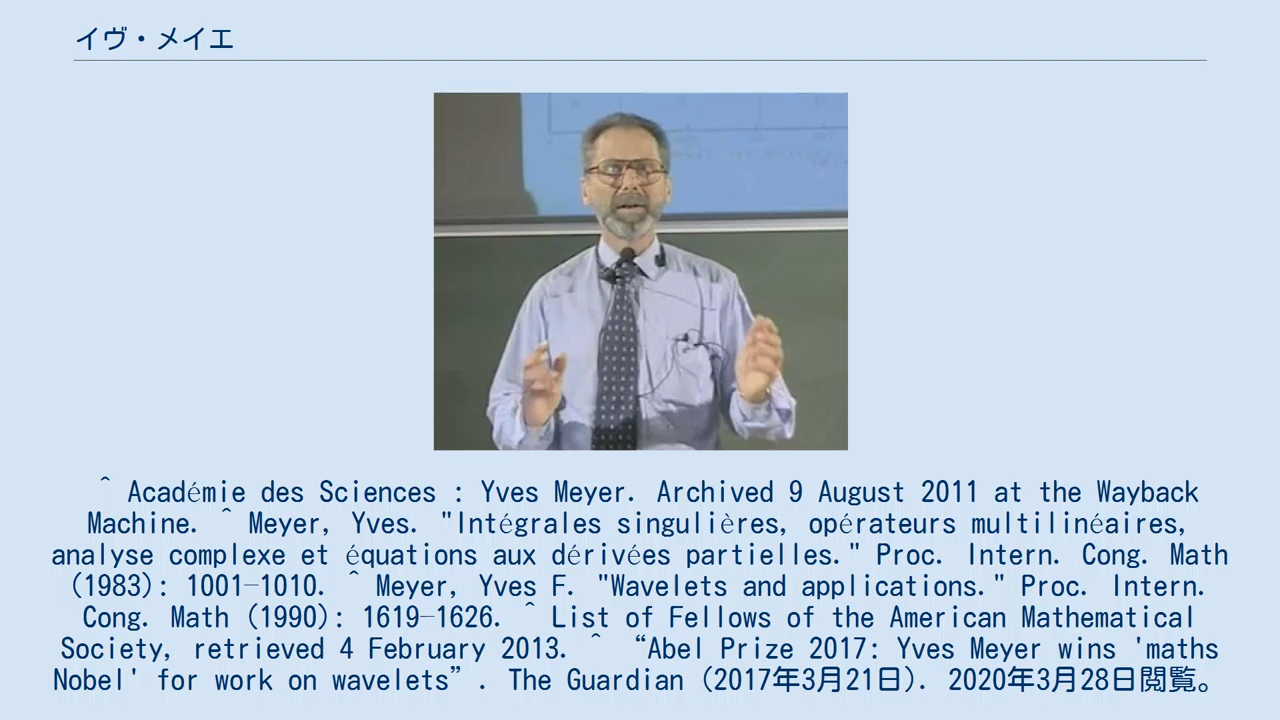 イヴ・メイエ
^ Académie des Sciences : Yves Meyer. Archived 9 August 2011 at the Wayback
Machine. ^ Meyer, Yves. "Intégrales singulières, opérateurs multilinéaires,
analyse complexe et équations aux dérivées partielles." Proc. Intern. Cong. Math
(1983): 1001–1010. ^ Meyer, Yves F. "Wavelets and applications." Proc. Intern.
Cong. Math (1990): 1619–1626. ^ List of Fellows of the American Mathematical
Society, retrieved 4 February 2013. ^ “Abel Prize 2017: Yves Meyer wins 'maths
Nobel' for work on wavelets”. The Guardian (2017年3月21日). 2020年3月28日閲覧。